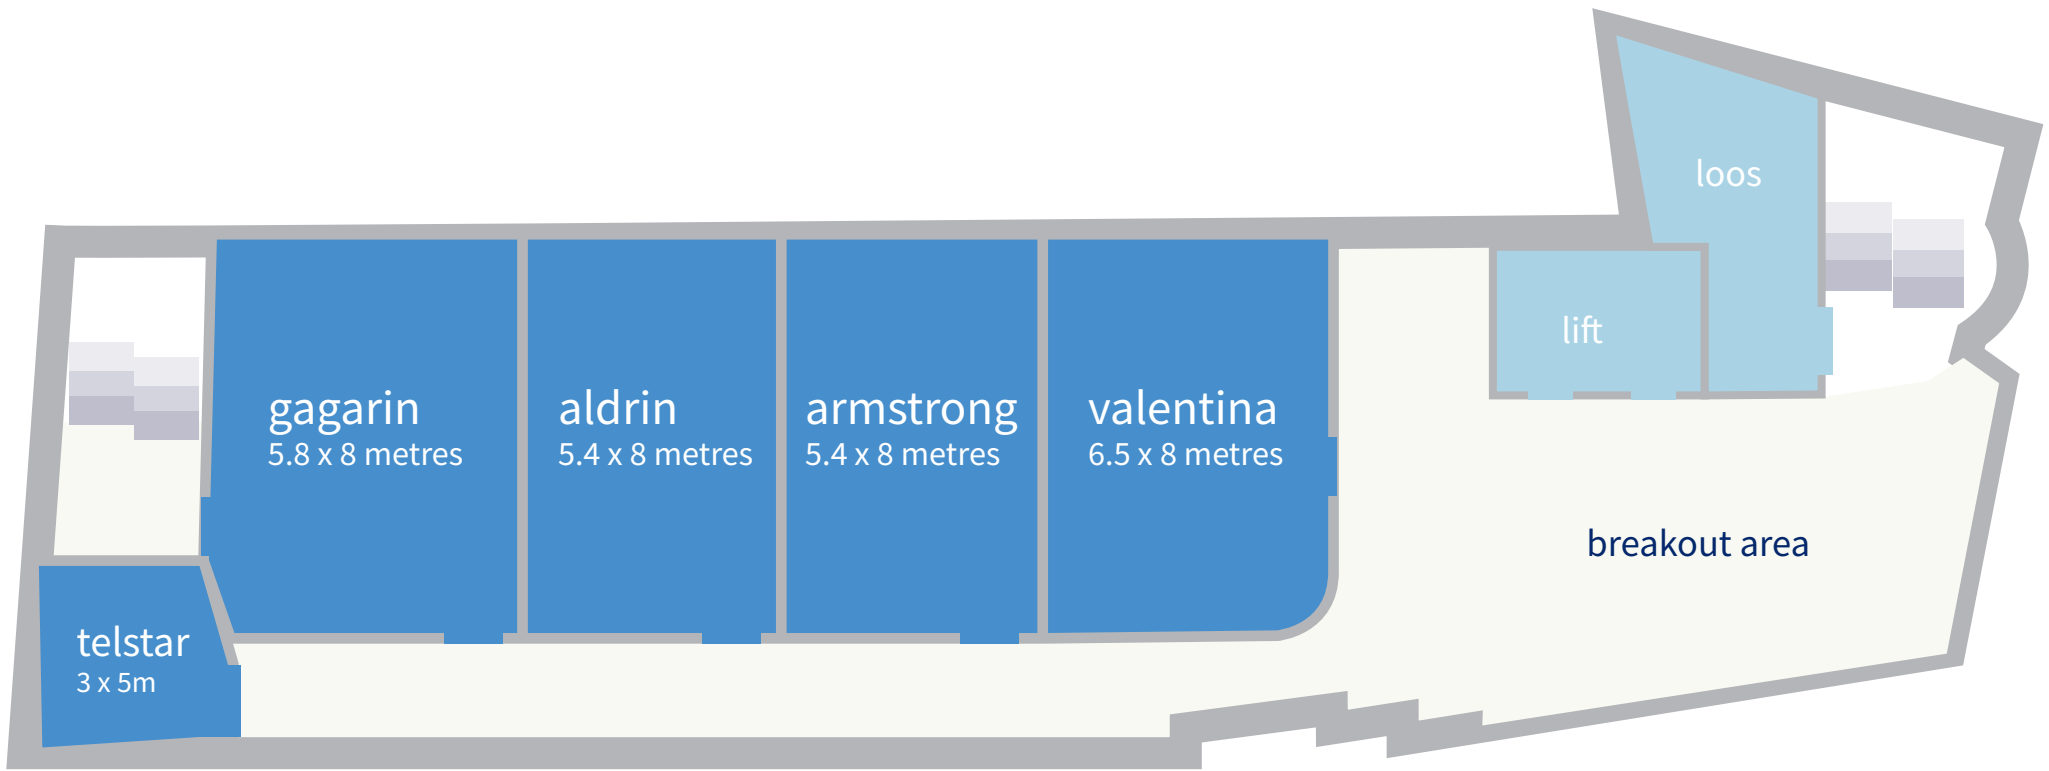 loos
lift
gagarin
5.8 x 8 metres
aldrin
5.4 x 8 metres
armstrong
5.4 x 8 metres
valentina
6.5 x 8 metres
breakout area
telstar
3 x 5m